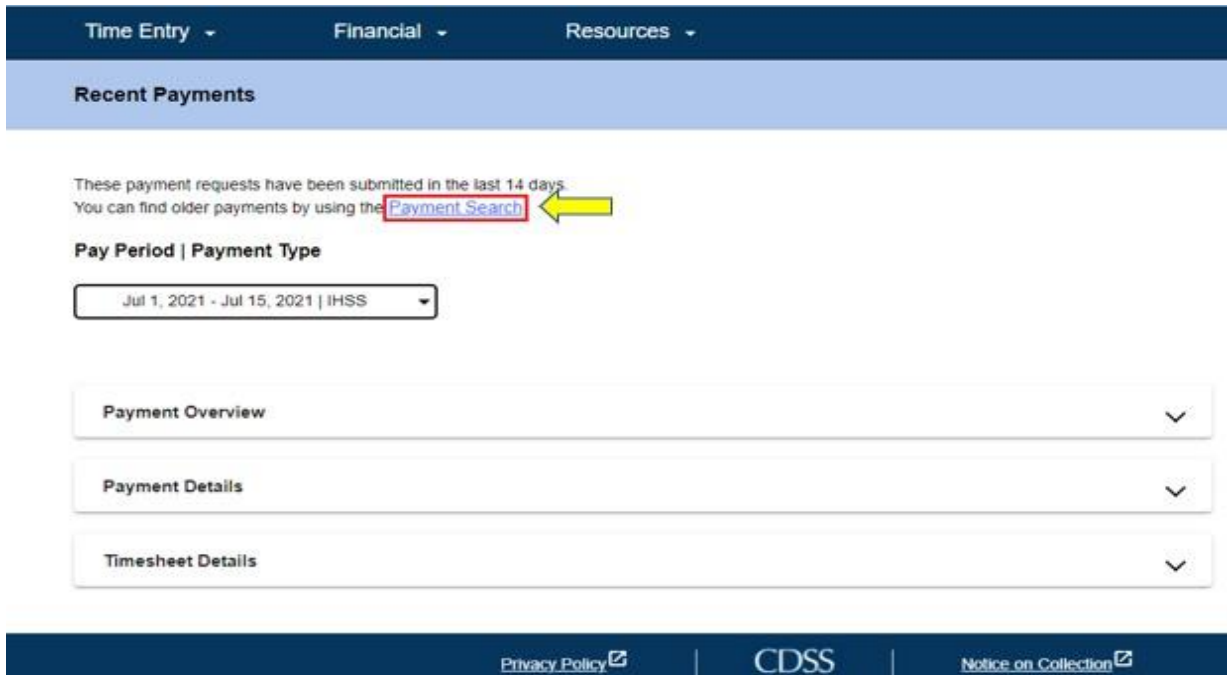 Time Entry Financial Resources
Recent Payments
These payment requests have been submitted in the last 14 days.
You can find older payments by using the Payment Search
Pay Period | Payment Type
Jul 1, 2021 - Jul 15, 2021 | IHSS
Payment Overview
Payment Details
Timesheet Details
Privacy Policy | CDSS | Notice on Collection